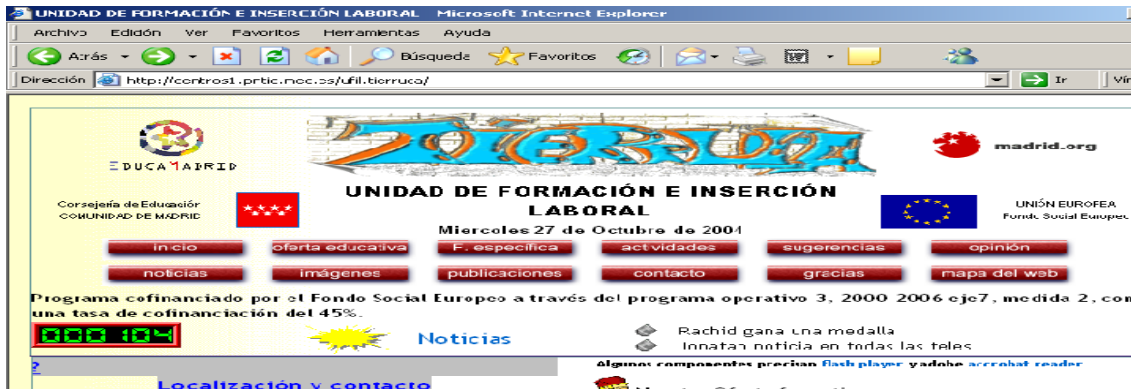 UNIDAD DE FORMACIÓN E INSERCIÓN LABORAL Microsoft Internet Explorer
Archivo Edición Ver Favoritos Herramientas Ayuda
Atrás Búsqueda Favoritos
Dirección http://centros1.pntic.mec.es/ufil.tierruca/ Ir
EDUCAMADRID
madrid.org
Consejería de Educación
COMUNIDAD DE MADRID
UNIDAD DE FORMACIÓN E INSERCIÓN
LABORAL
UNIÓN EUROPEA
Fondo Social Europeo
Miercoles 27 de Octubre de 2004
inicio oferta educativa F. específica actividades sugerencias opinión
noticias imágenes publicaciones contacto gracias mapa del web
Programa cofinanciado por el Fondo Social Europeo a través del programa operativo 3, 2000 2006 eje7, medida 2, con
una tasa de cofinanciación del 45%.
000104
Noticias
Rachid gana una medalla
noticia en todas las teles
?
Algunos componentes precisan flash player y adobe accrobat reader
Localización y contacto